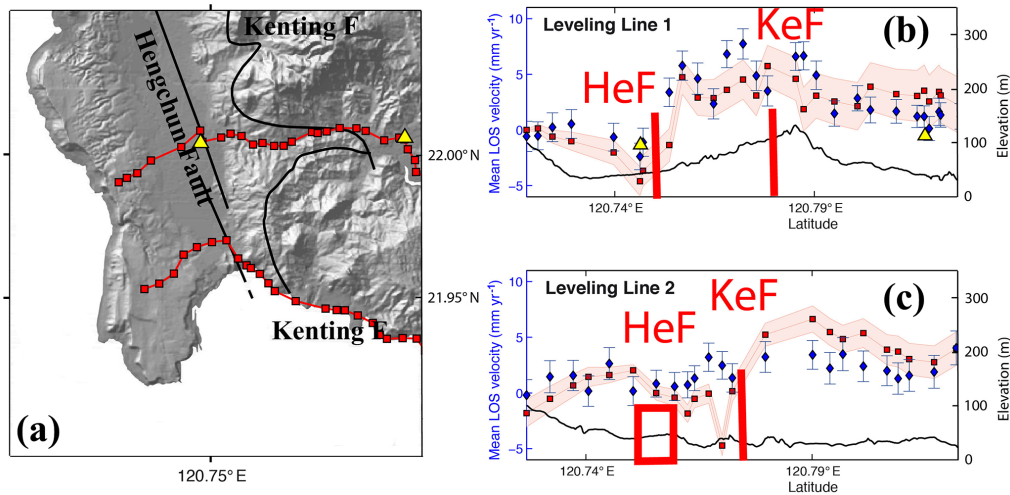 Kenting F
Hengchun Fault
22.00° N
21.95° N
Kenting F
(a)
120.75° E
Leveling Line 1
KeF
(b)
HeF
Mean LOS velocity (mm yr⁻¹)
10
5
0
−5
Elevation (m)
300
200
100
0
120.74° E
120.79° E
Latitude
Leveling Line 2
KeF
(c)
HeF
Mean LOS velocity (mm yr⁻¹)
10
5
0
−5
Elevation (m)
300
200
100
0
120.74° E
120.79° E
Latitude